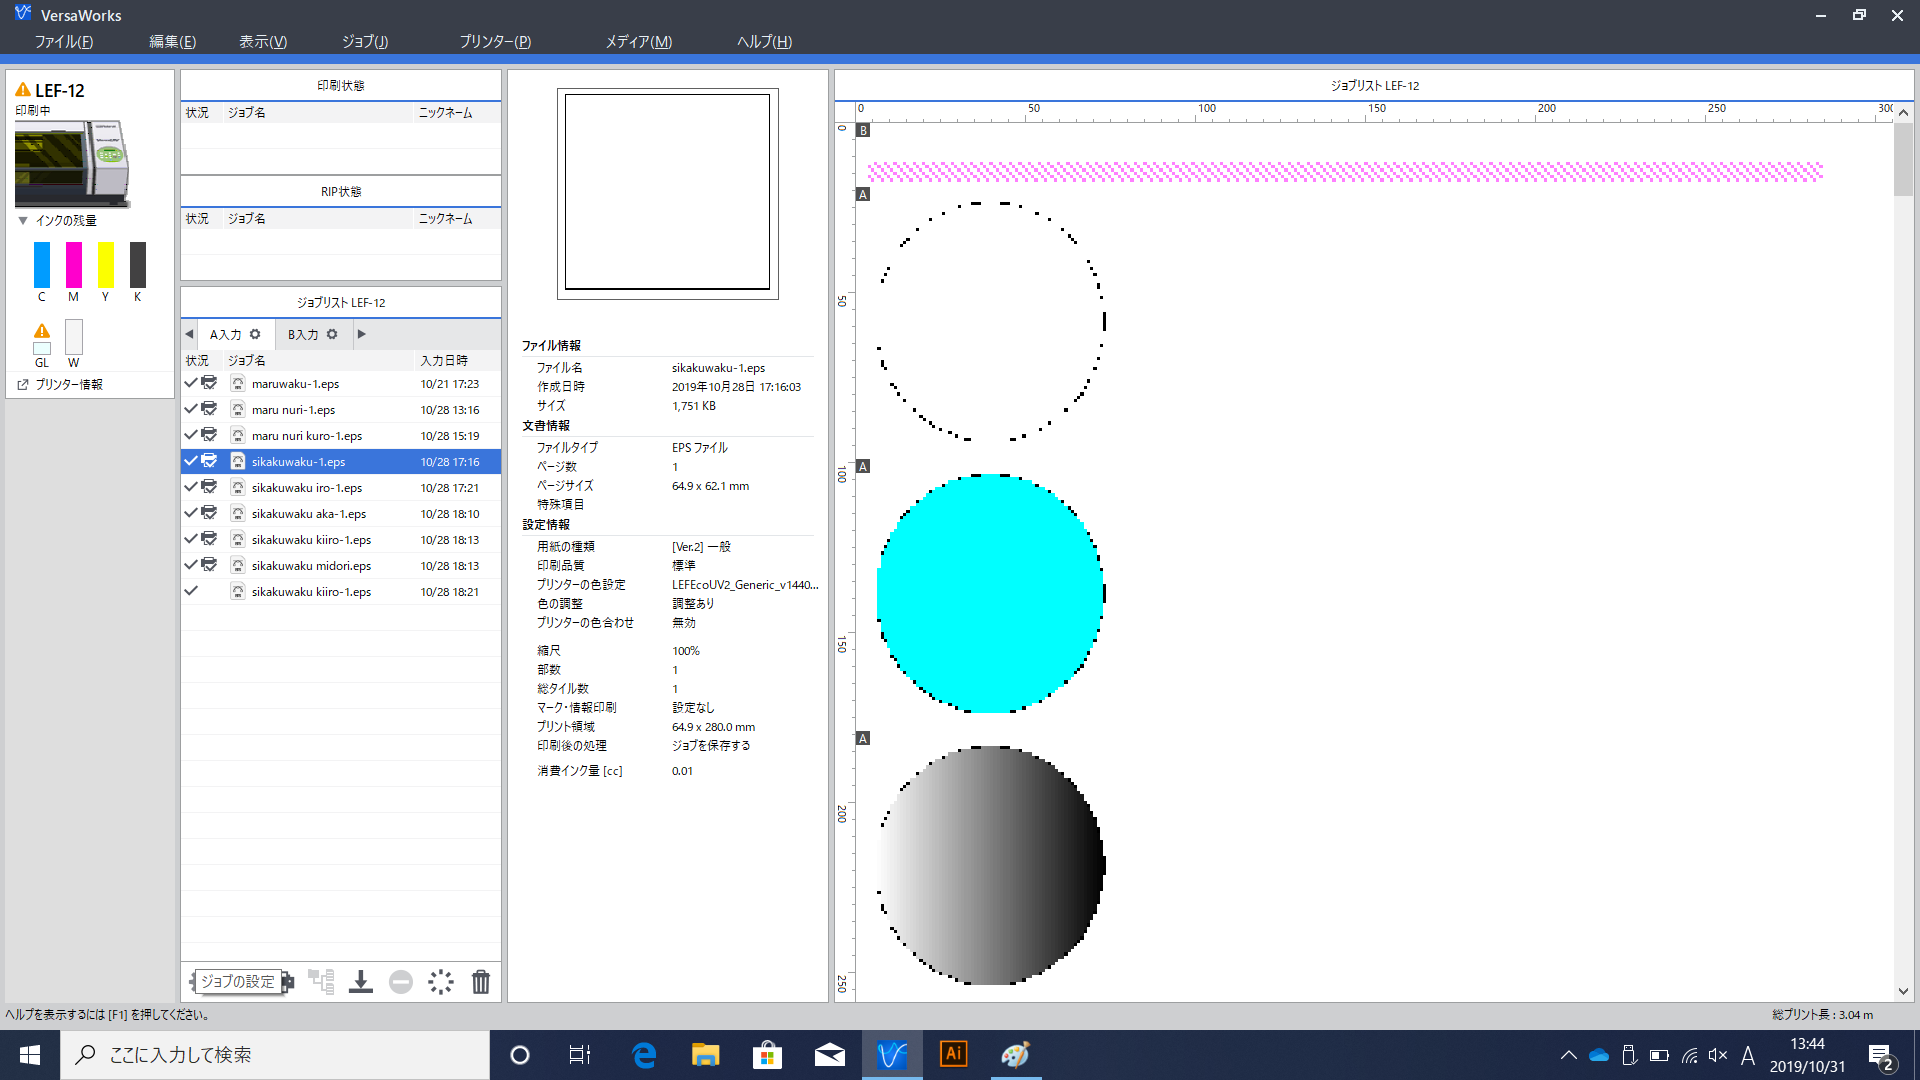 VersaWorks
ファイル(F) 編集(E) 表示(V) ジョブ(J) プリンター(P) メディア(M) ヘルプ(H)
LEF-12
印刷中
インクの残量
C M Y K
GL W
プリンター情報
印刷状態
状況 ジョブ名 ニックネーム
RIP状態
状況 ジョブ名 ニックネーム
ジョブリスト LEF-12
A入力 B入力
状況 ジョブ名 入力日時
maruwaku-1.eps 10/21 17:23
maru nuri-1.eps 10/28 13:16
maru nuri kuro-1.eps 10/28 15:19
sikakuwaku-1.eps 10/28 17:16
sikakuwaku iro-1.eps 10/28 17:21
sikakuwaku aka-1.eps 10/28 18:10
sikakuwaku kiiro-1.eps 10/28 18:13
sikakuwaku midori.eps 10/28 18:13
sikakuwaku kiiro-1.eps 10/28 18:21
ジョブの設定
ファイル情報
ファイル名 sikakuwaku-1.eps
作成日時 2019年10月28日 17:16:03
サイズ 1,751 KB
文書情報
ファイルタイプ EPS ファイル
ページ数 1
ページサイズ 64.9 x 62.1 mm
特殊項目
設定情報
用紙の種類 [Ver.2] 一般
印刷品質 標準
プリンターの色設定 LEFEcoUV2_Generic_v1440...
色の調整 調整あり
プリンターの色合わせ 無効
縮尺 100%
部数 1
総タイル数 1
マーク・情報印刷 設定なし
プリント領域 64.9 x 280.0 mm
印刷後の処理 ジョブを保存する
消費インク量 [cc] 0.01
ジョブリスト LEF-12
0 50 100 150 200 250 300
0
B
A
50
A
100
150
A
200
250
ヘルプを表示するには [F1] を押してください。
総プリント長 : 3.04 m
ここに入力して検索
Ai
A
13:44
2019/10/31
2